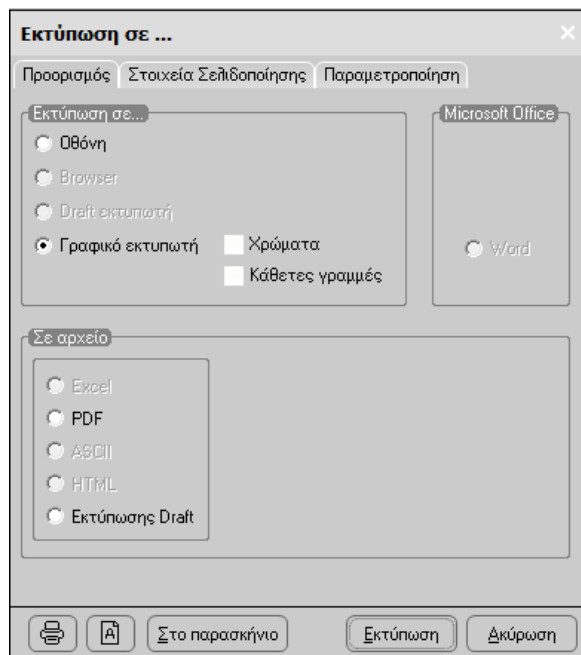 Εκτύπωση σε ...
Προορισμός Στοιχεία Σελιδοποίησης Παραμετροποίηση
Εκτύπωση σε...
Οθόνη
Browser
Draft εκτυπωτή
Γραφικό εκτυπωτή
Χρώματα
Κάθετες γραμμές
Microsoft Office
Word
Σε αρχείο
Excel
PDF
ASCII
HTML
Εκτύπωσης Draft
Στο παρασκήνιο Εκτύπωση Ακύρωση